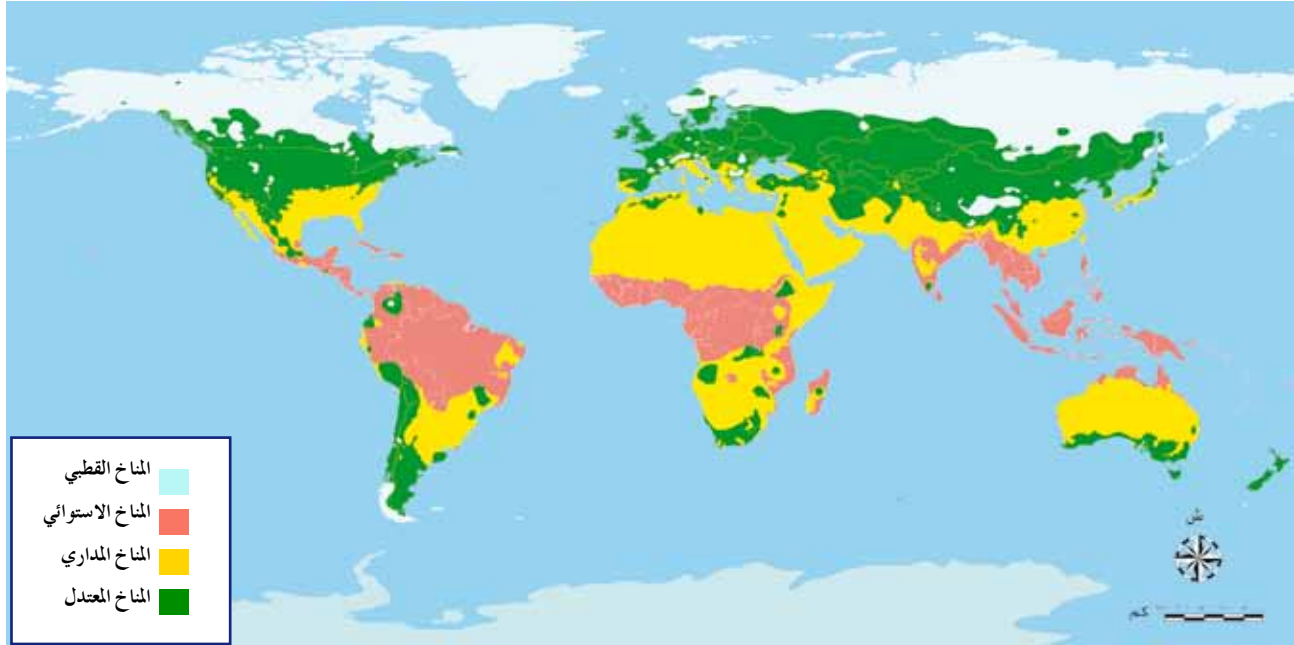 المناخ القطبي
المناخ الاستوائي
المناخ المداري
المناخ المعتدل
ش
كم